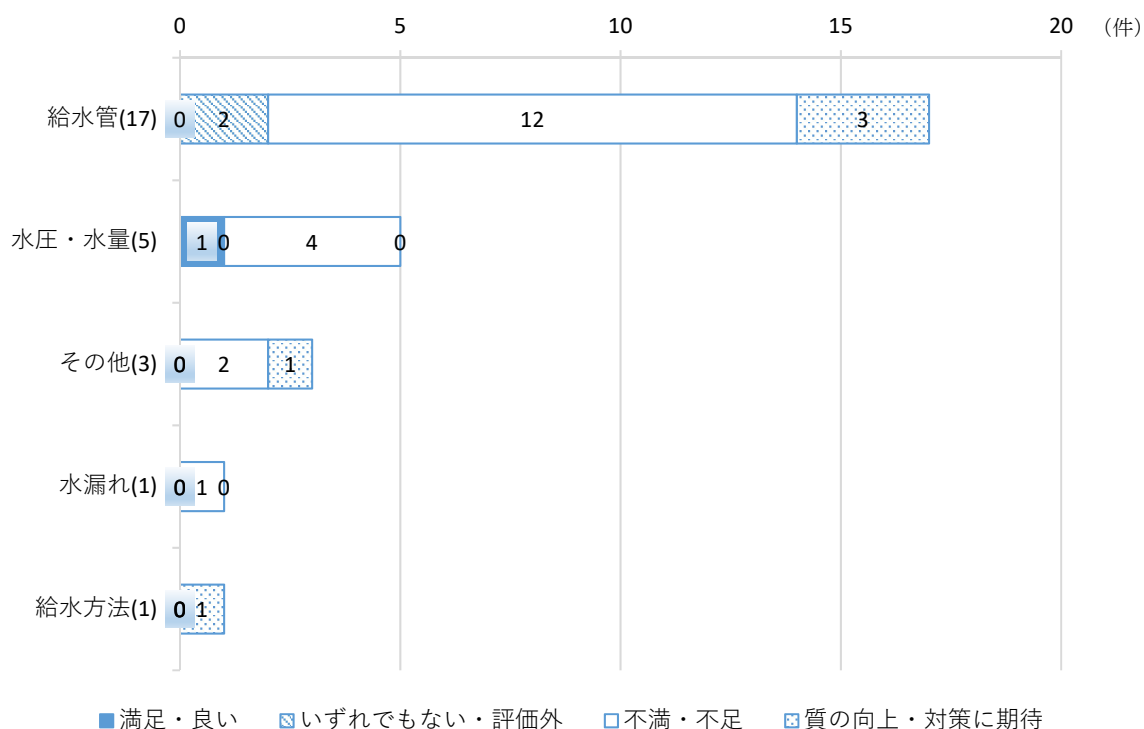 0 5 10 15 20 （件）
給水管(17) 0 2 12 3
水圧・水量(5) 1 0 4 0
その他(3) 0 2 1
水漏れ(1) 0 1 0
給水方法(1) 0 1
満足・良い いずれでもない・評価外 不満・不足 質の向上・対策に期待